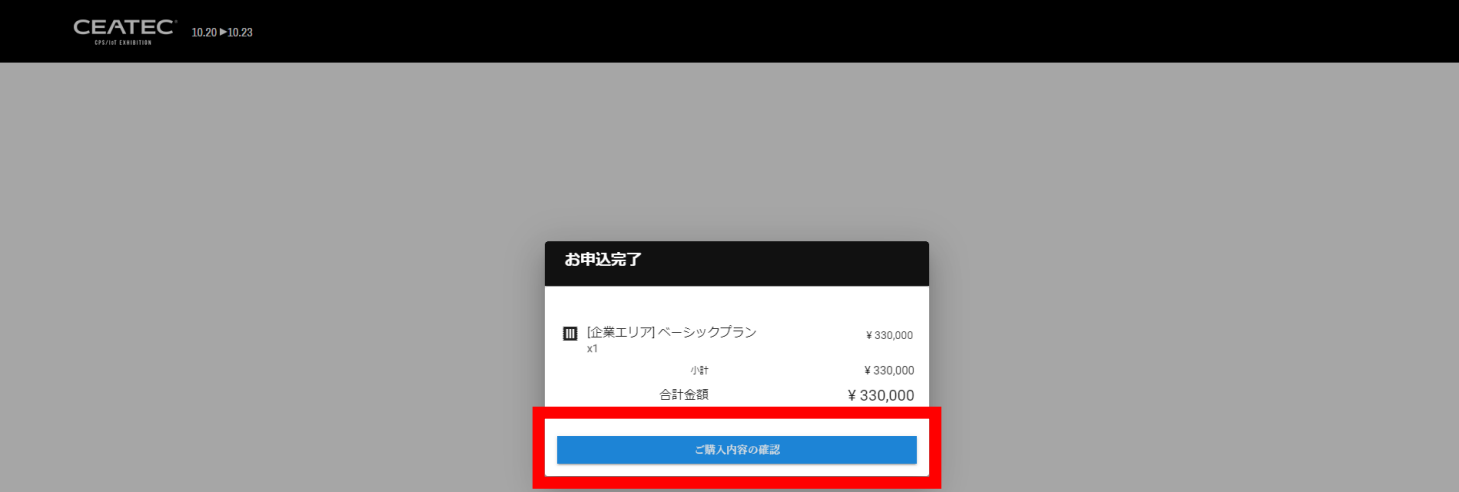 CEATEC
CPS/IoT EXHIBITION
10.20▶10.23
お申込完了
[企業エリア] ベーシックプラン ¥ 330,000
x1
小計 ¥ 330,000
合計金額 ¥ 330,000
ご購入内容の確認